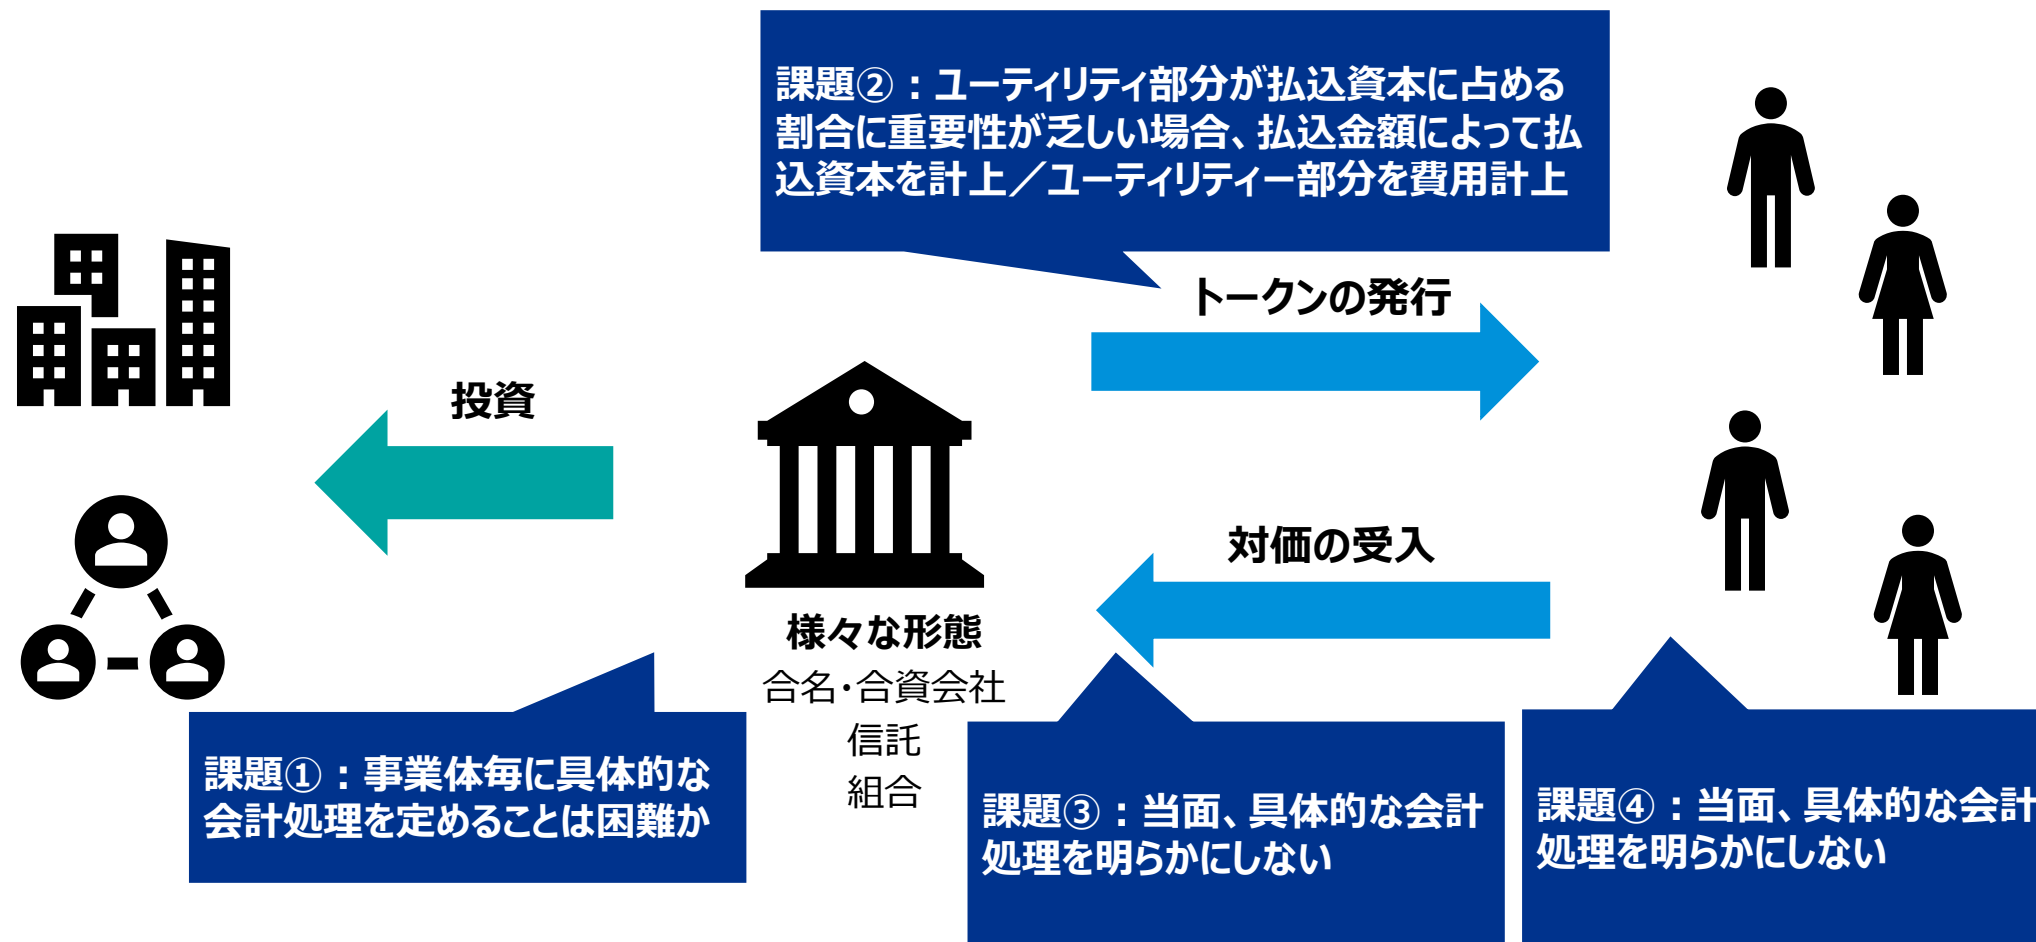 課題②：ユーティリティ部分が払込資本に占める
割合に重要性が乏しい場合、払込金額によって払
込資本を計上／ユーティリティー部分を費用計上
トークンの発行
投資
対価の受入
様々な形態
合名・合資会社
信託
組合
課題①：事業体毎に具体的な
会計処理を定めることは困難か
課題③：当面、具体的な会計
処理を明らかにしない
課題④：当面、具体的な会計
処理を明らかにしない